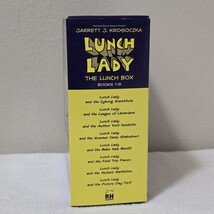 JARRETT J. KROSOCZKA
LUNCH
LADY
THE LUNCH BOX
BOOKS 1-8
Lunch Lady
and the Cyborg Substitute
Lunch Lady
and the League of Librarians
Lunch Lady
and the Author Visit Vendetta
Lunch Lady
and the Summer Camp Shakedown
Lunch Lady
and the Bake Sale Bandit
Lunch Lady
and the Field Trip Fiasco
Lunch Lady
and the Mutant Mathletes
Lunch Lady
and the Picture Day Peril
RH